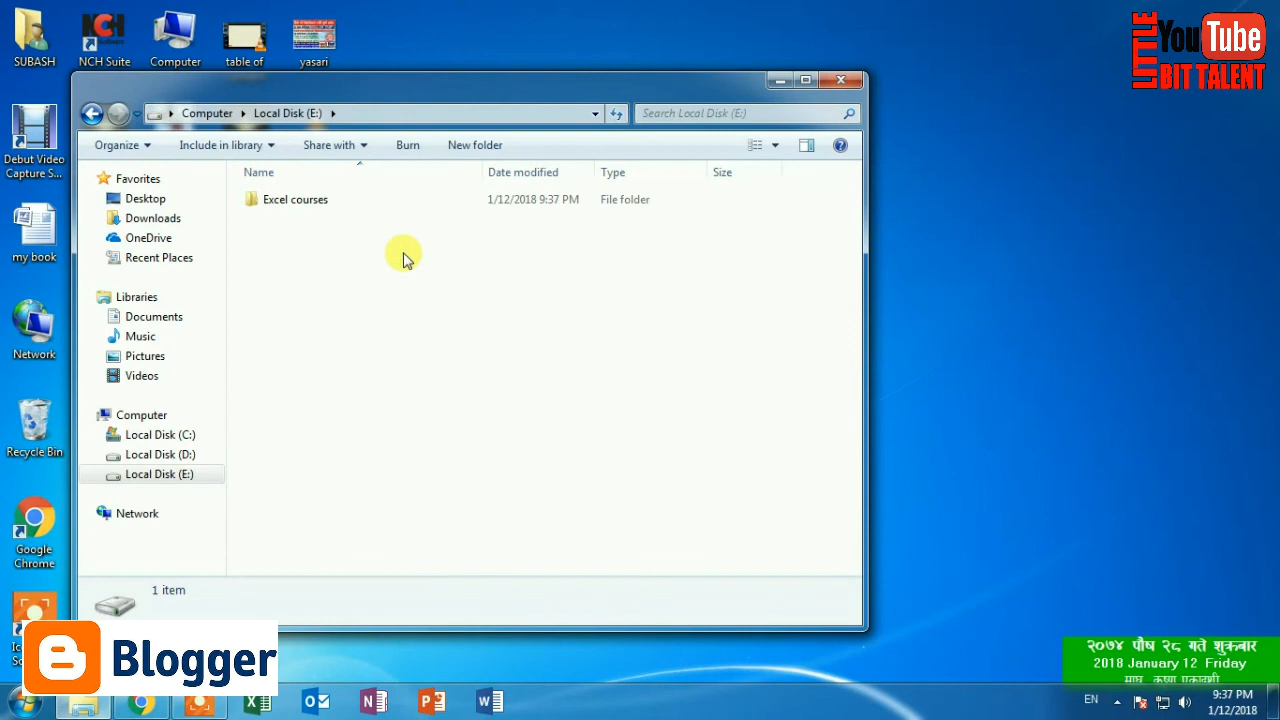 SUBASH
NCH Suite
Computer
table of
yasari
LITTLE
YouTube
BIT TALENT
Computer
Local Disk (E:)
Search Local Disk (E:)
Organize
Include in library
Share with
Burn
New folder
Name
Date modified
Type
Size
Excel courses
1/12/2018 9:37 PM
File folder
Favorites
Desktop
Downloads
OneDrive
Recent Places
Libraries
Documents
Music
Pictures
Videos
Computer
Local Disk (C:)
Local Disk (D:)
Local Disk (E:)
Network
1 item
Debut Video
Capture S...
my book
Network
Recycle Bin
Google
Chrome
Blogger
२०७४ पौष २८ गते शुक्रबार
2018 January 12 Friday
माघ कृष्ण एकादशी
EN
9:37 PM
1/12/2018